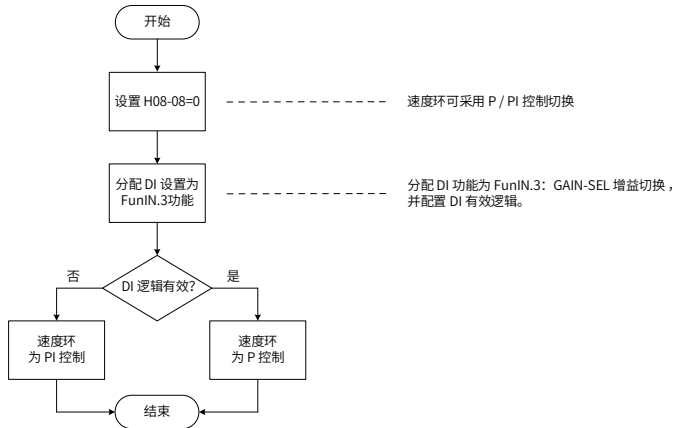 开始
设置 H08-08=0
速度环可采用 P / PI 控制切换
分配 DI 设置为
FunIN.3功能
分配 DI 功能为 FunIN.3：GAIN-SEL 增益切换，
并配置 DI 有效逻辑。
DI 逻辑有效？
否
是
速度环
为 PI 控制
速度环
为 P 控制
结束